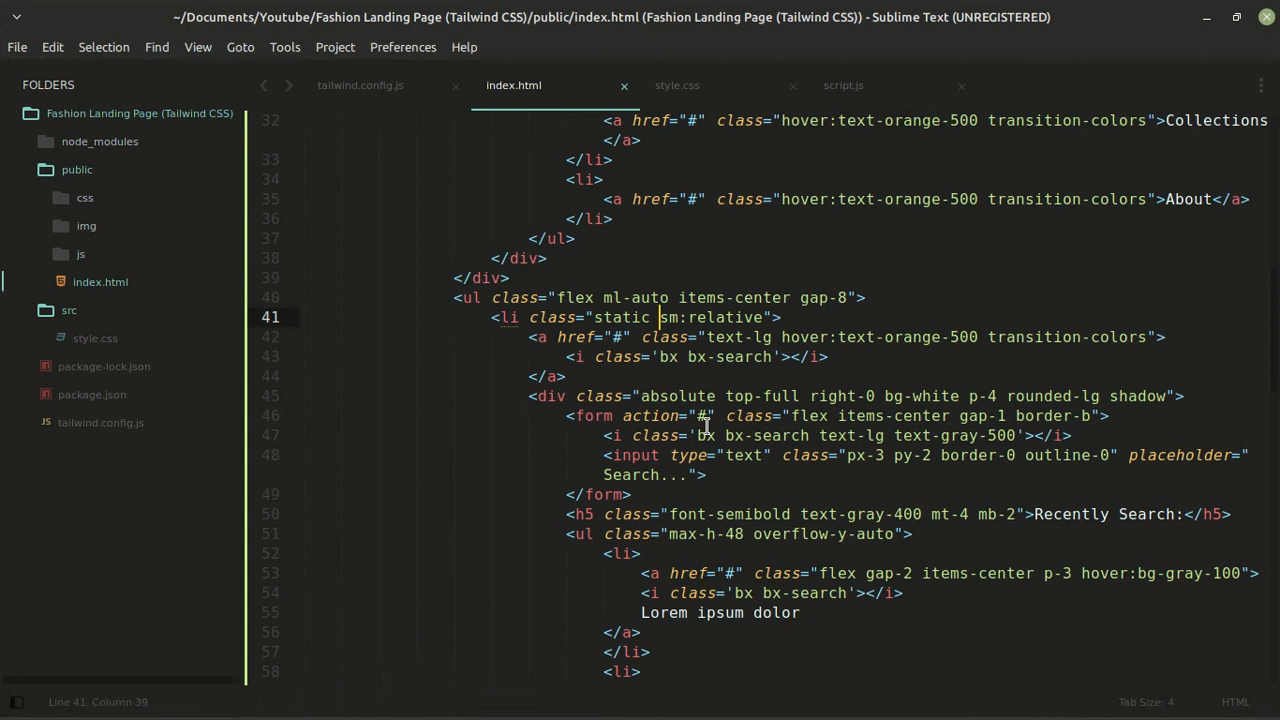 ~/Documents/Youtube/Fashion Landing Page (Tailwind CSS)/public/index.html (Fashion Landing Page (Tailwind CSS)) - Sublime Text (UNREGISTERED)
File Edit Selection View Find Goto Tools Project Preferences Help
FOLDERS
Fashion Landing Page (Tailwind CSS)
node_modules
public
css
img
js
index.html
src
style.css
package-lock.json
package.json
tailwind.config.js
tailwind.config.js × index.html × style.css × script.js ×
32 <a href="#" class="hover:text-orange-500 transition-colors">Collections
</a>
33 </li>
34 <li>
35 <a href="#" class="hover:text-orange-500 transition-colors">About</a>
36 </li>
37 </ul>
38 </div>
39 </div>
40 <ul class="flex ml-auto items-center gap-8">
41 <li class="static sm:relative">
42 <a href="#" class="text-lg hover:text-orange-500 transition-colors">
43 <i class='bx bx-search'></i>
44 </a>
45 <div class="absolute top-full right-0 bg-white p-4 rounded-lg shadow">
46 <form action="#" class="flex items-center gap-1 border-b">
47 <i class='bx bx-search text-lg text-gray-500'></i>
48 <input type="text" class="px-3 py-2 border-0 outline-0" placeholder="
Search...">
49 </form>
50 <h5 class="font-semibold text-gray-400 mt-4 mb-2">Recently Search:</h5>
51 <ul class="max-h-48 overflow-y-auto">
52 <li>
53 <a href="#" class="flex gap-2 items-center p-3 hover:bg-gray-100">
54 <i class='bx bx-search'></i>
55 Lorem ipsum dolor
56 </a>
57 </li>
58 <li>
Line 41, Column 39 Tab Size: 4 HTML